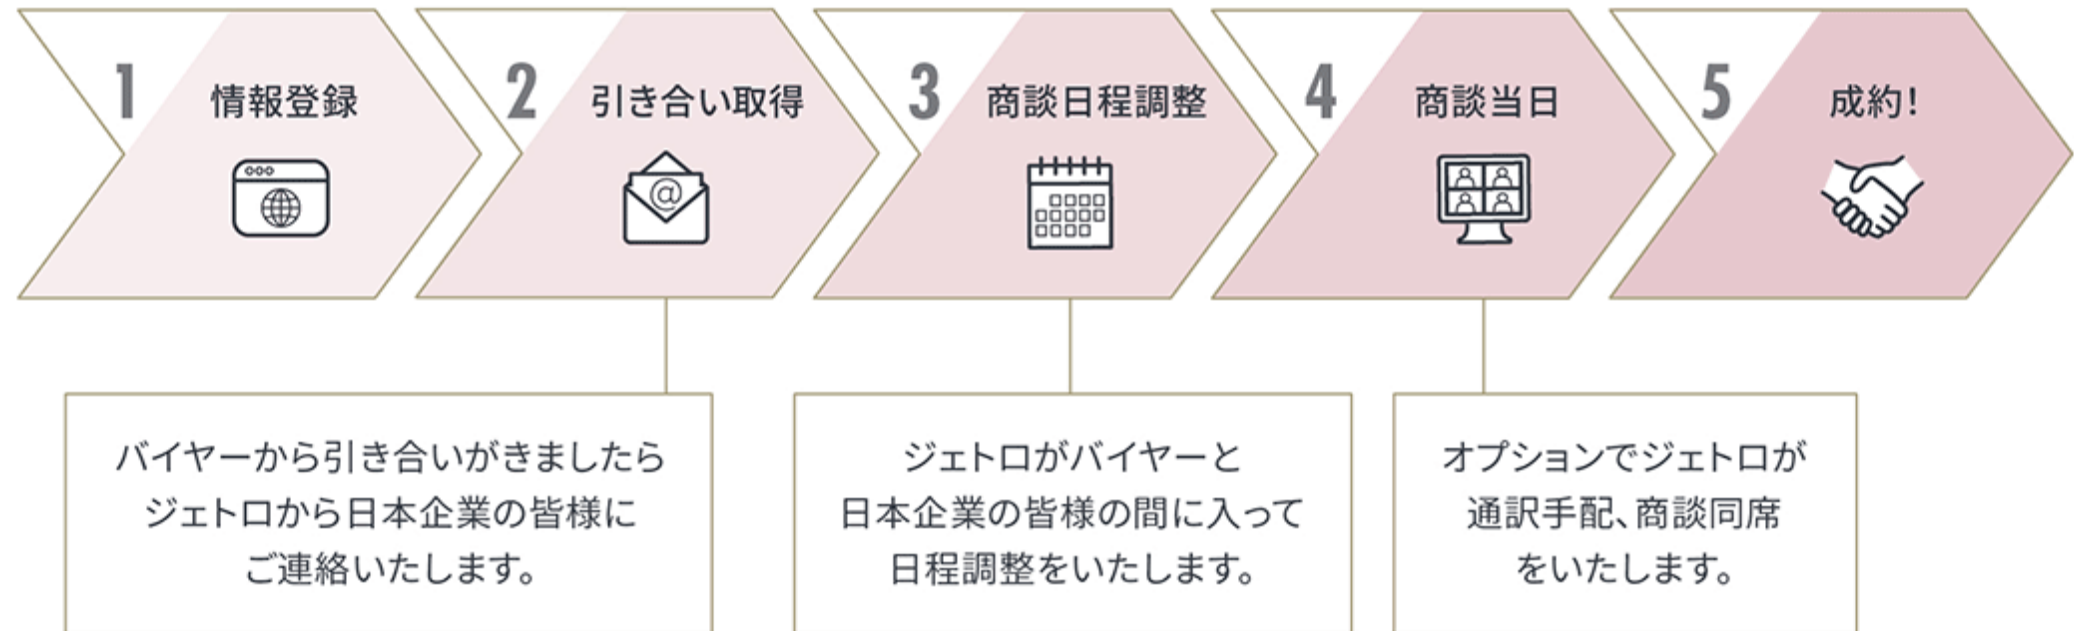 1
情報登録
2
引き合い取得
@
3
商談日程調整
4
商談当日
5
成約!
バイヤーから引き合いがきましたら
ジェトロから日本企業の皆様に
ご連絡いたします。
ジェトロがバイヤーと
日本企業の皆様の間に入って
日程調整をいたします。
オプションでジェトロが
通訳手配、商談同席
をいたします。